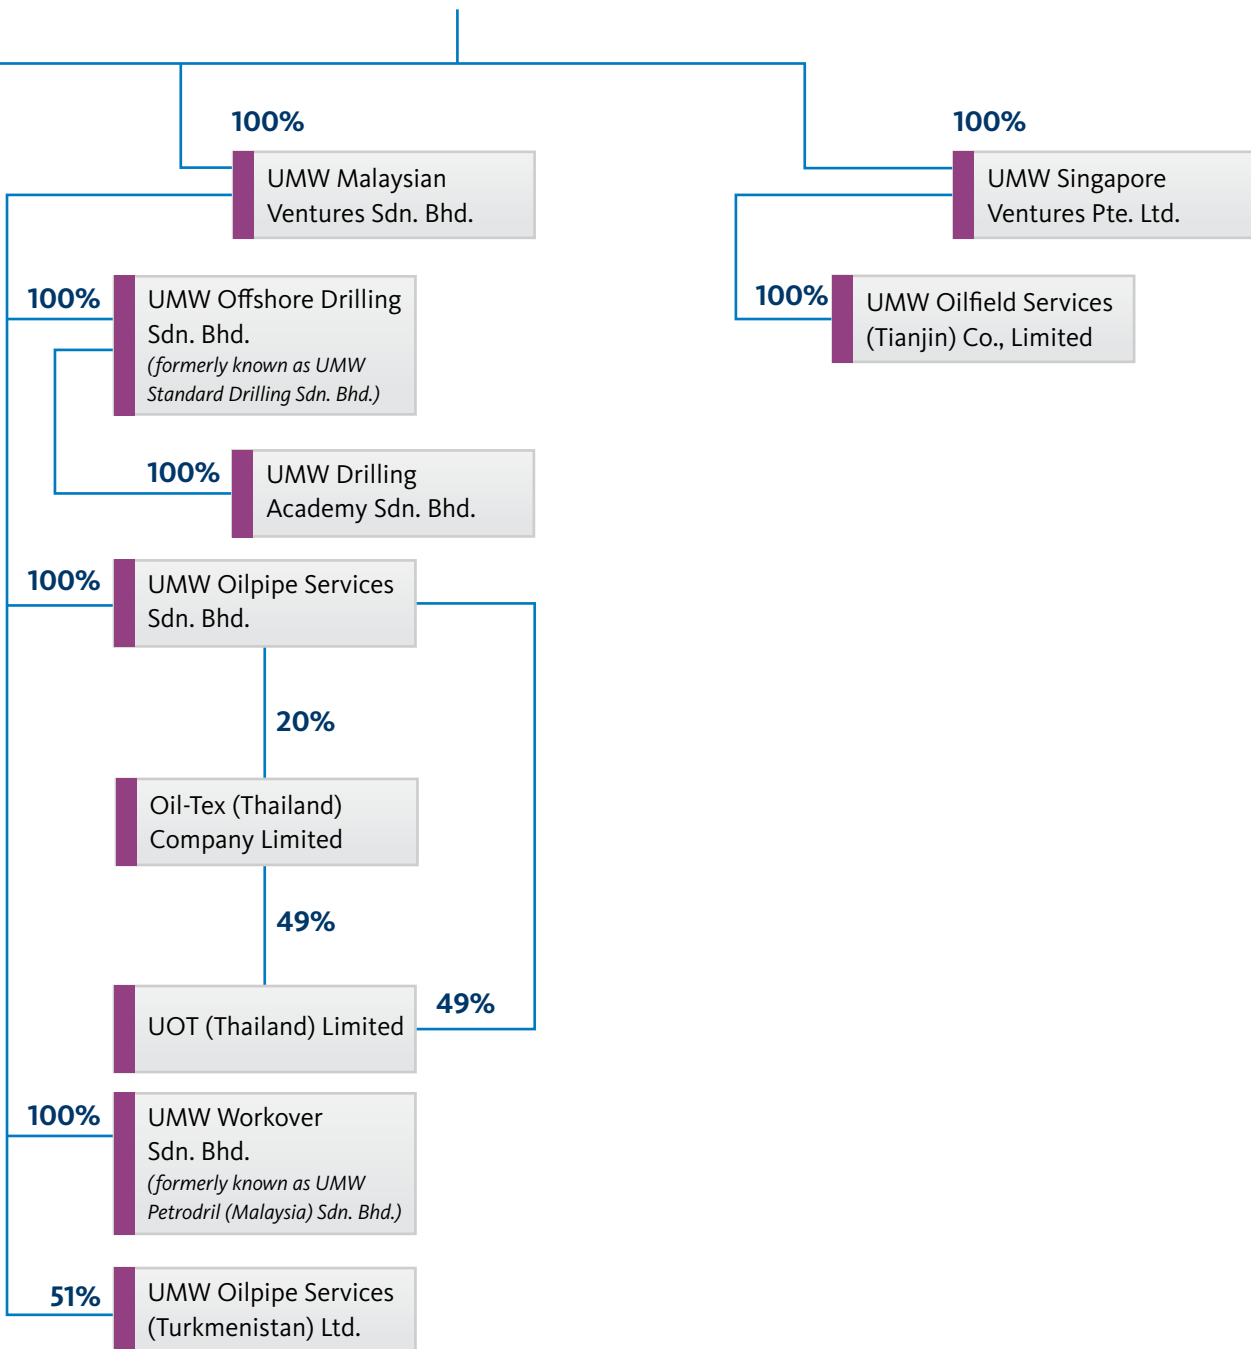 100%
UMW Malaysian
Ventures Sdn. Bhd.
100%
UMW Singapore
Ventures Pte. Ltd.
100%
UMW Offshore Drilling
Sdn. Bhd.
(formerly known as UMW
Standard Drilling Sdn. Bhd.)
100%
UMW Oilfield Services
(Tianjin) Co., Limited
100%
UMW Drilling
Academy Sdn. Bhd.
100%
UMW Oilpipe Services
Sdn. Bhd.
20%
Oil-Tex (Thailand)
Company Limited
49%
UOT (Thailand) Limited
49%
100%
UMW Workover
Sdn. Bhd.
(formerly known as UMW
Petrodril (Malaysia) Sdn. Bhd.)
51%
UMW Oilpipe Services
(Turkmenistan) Ltd.